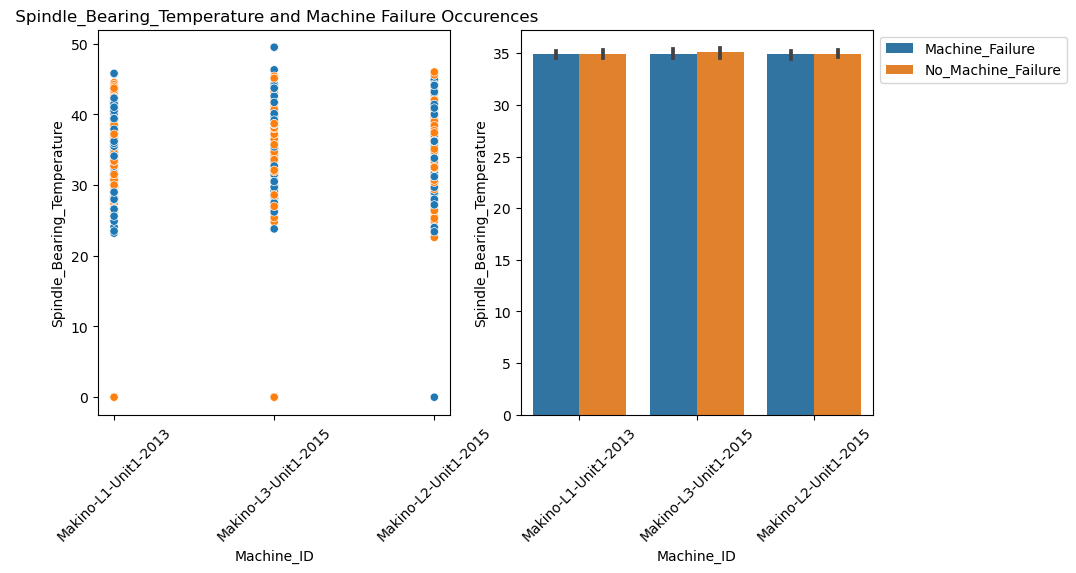 Spindle_Bearing_Temperature and Machine Failure Occurences
Spindle_Bearing_Temperature
50
40
30
20
10
0
Makino-L1-Unit1-2013
Makino-L3-Unit1-2015
Makino-L2-Unit1-2015
Machine_ID
Spindle_Bearing_Temperature
35
30
25
20
15
10
5
0
Makino-L1-Unit1-2013
Makino-L3-Unit1-2015
Makino-L2-Unit1-2015
Machine_ID
Machine_Failure
No_Machine_Failure